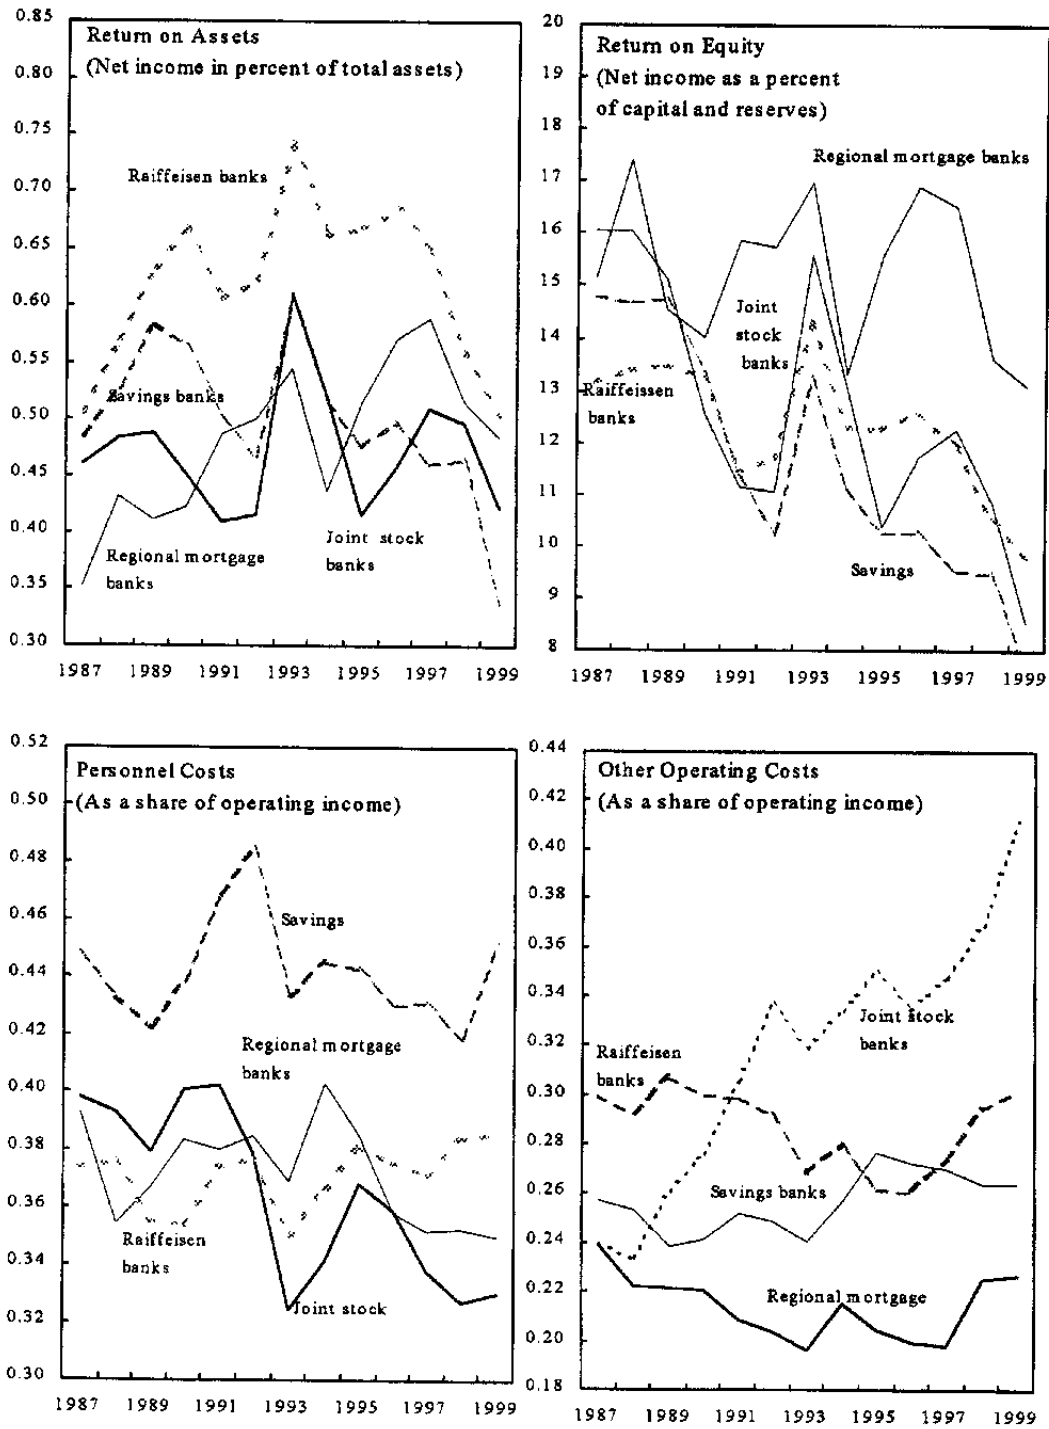 Return on Assets
(Net income in percent of total assets)
0.85
0.80
0.75
0.70
0.65
0.60
0.55
0.50
0.45
0.40
0.35
0.30
Raiffeisen banks
Savings banks
Regional mortgage
banks
Joint stock
banks
1987 1989 1991 1993 1995 1997 1999
Return on Equity
(Net income as a percent
of capital and reserves)
20
19
18
17
16
15
14
13
12
11
10
9
8
Regional mortgage banks
Joint
stock
banks
Raiffeissen
banks
Savings
1987 1989 1991 1993 1995 1997 1999
Personnel Costs
(As a share of operating income)
0.52
0.50
0.48
0.46
0.44
0.42
0.40
0.38
0.36
0.34
0.32
0.30
Savings
Regional mortgage
banks
Raiffeisen
banks
Joint stock
1987 1989 1991 1993 1995 1997 1999
Other Operating Costs
(As a share of operating income)
0.44
0.42
0.40
0.38
0.36
0.34
0.32
0.30
0.28
0.26
0.24
0.22
0.20
0.18
Joint stock
banks
Raiffeisen
banks
Savings banks
Regional mortgage
1987 1989 1991 1993 1995 1997 1999